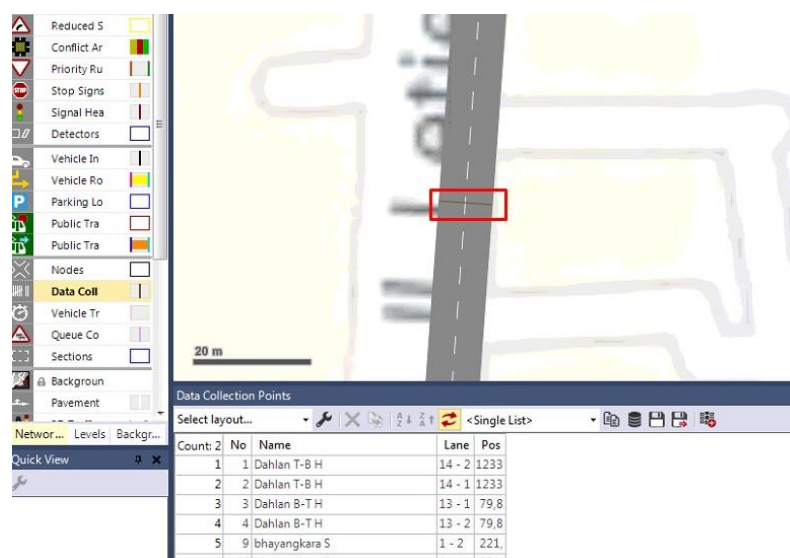 Reduced S
Conflict Ar
Priority Ru
STOP Stop Signs
Signal Hea
Detectors
Vehicle In
Vehicle Ro
P Parking Lo
Public Tra
Public Tra
Nodes
Data Coll
Vehicle Tr
Queue Co
Sections
Backgroun
Pavement
Networ... Levels Backgr...
Quick View
20 m
Data Collection Points
Select layout... <Single List>
Count: 2 No Name Lane Pos
1 1 Dahlan T-B H 14 - 2 1233
2 2 Dahlan T-B H 14 - 1 1233
3 3 Dahlan B-T H 13 - 1 79,8
4 4 Dahlan B-T H 13 - 2 79,8
5 9 bhayangkara S 1 - 2 221,